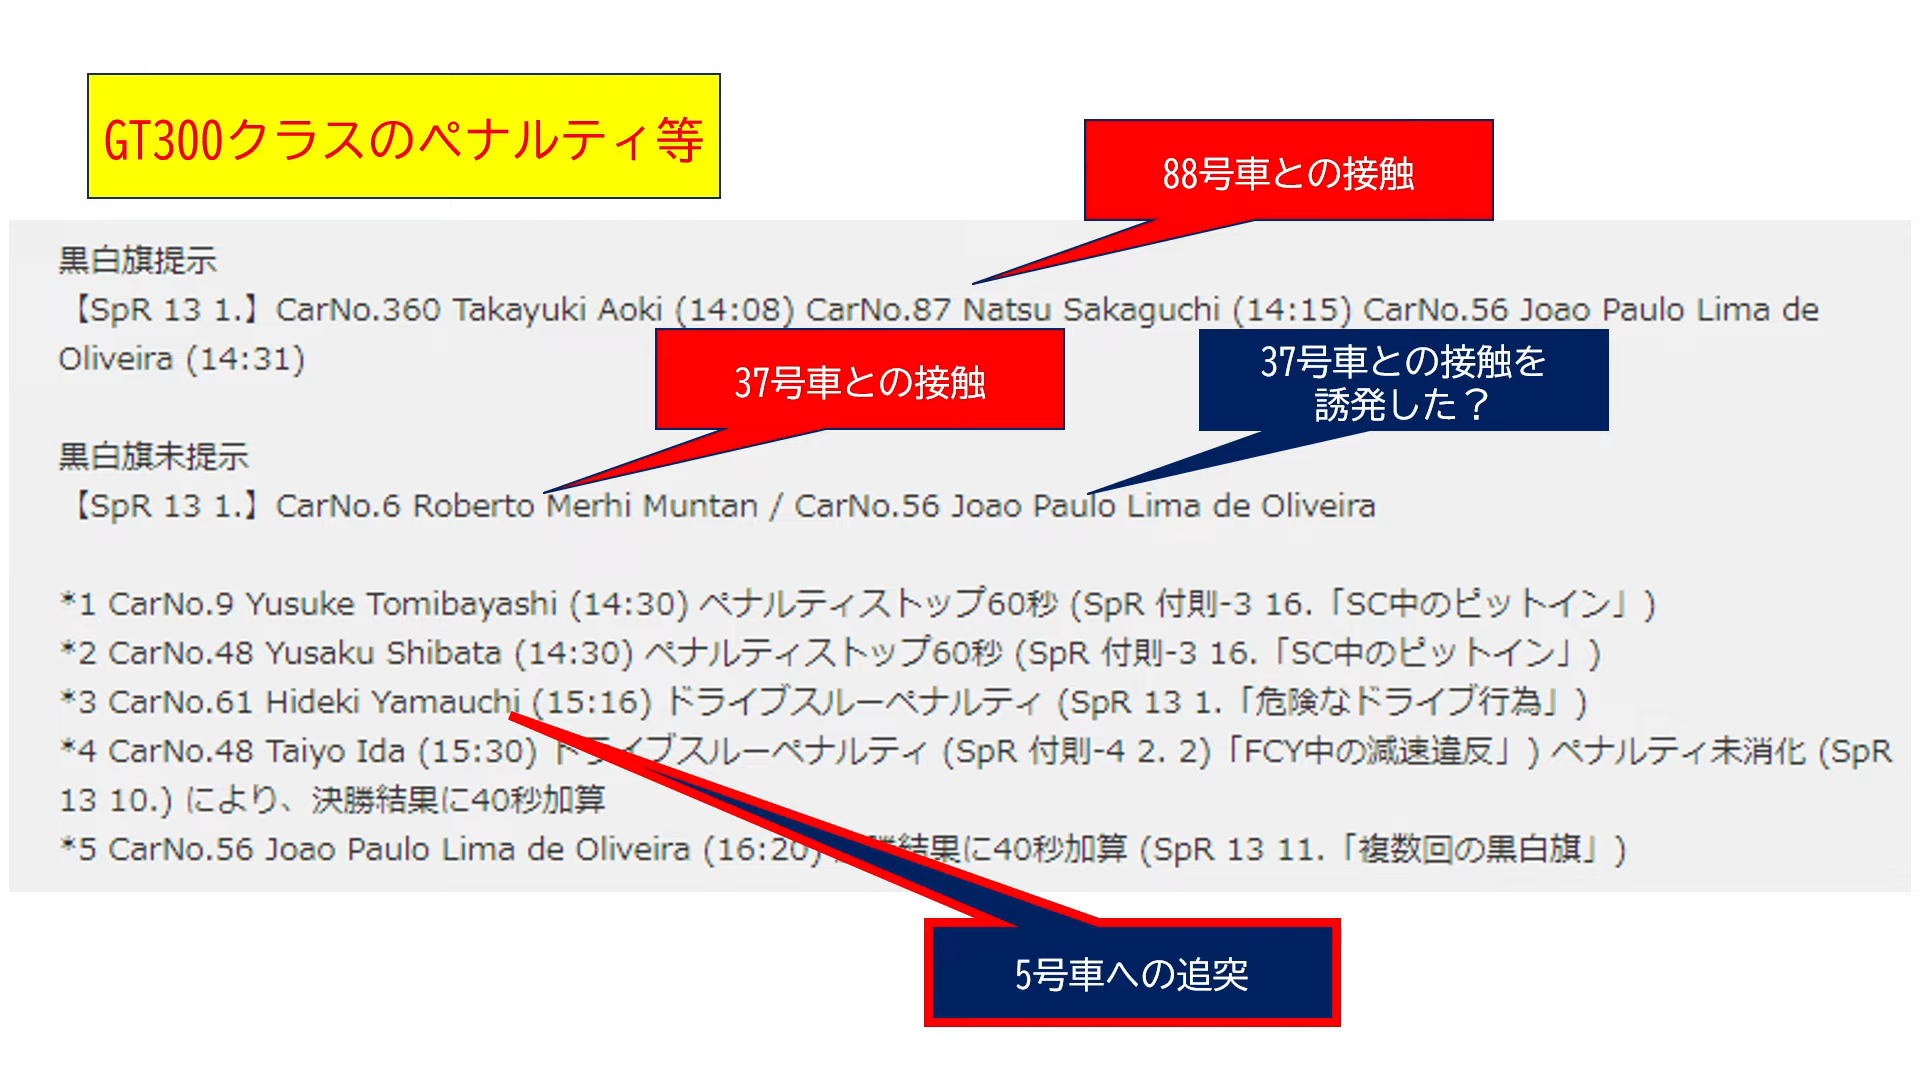 GT300クラスのペナルティ等
88号車との接触
黒白旗提示
【SpR 13 1.】CarNo.360 Takayuki Aoki (14:08) CarNo.87 Natsu Sakaguchi (14:15) CarNo.56 Joao Paulo Lima de
Oliveira (14:31)
37号車との接触
37号車との接触を
誘発した？
黒白旗未提示
【SpR 13 1.】CarNo.6 Roberto Merhi Muntan / CarNo.56 Joao Paulo Lima de Oliveira
*1 CarNo.9 Yusuke Tomibayashi (14:30) ペナルティストップ60秒 (SpR 付則-3 16.「SC中のピットイン」)
*2 CarNo.48 Yusaku Shibata (14:30) ペナルティストップ60秒 (SpR 付則-3 16.「SC中のピットイン」)
*3 CarNo.61 Hideki Yamauchi (15:16) ドライブスルーペナルティ (SpR 13 1.「危険なドライブ行為」)
*4 CarNo.48 Taiyo Ida (15:30) ドライブスルーペナルティ (SpR 付則-4 2. 2)「FCY中の減速違反」) ペナルティ未消化 (SpR
13 10.) により、決勝結果に40秒加算
*5 CarNo.56 Joao Paulo Lima de Oliveira (16:20) 勝結果に40秒加算 (SpR 13 11.「複数回の黒白旗」)
5号車への追突